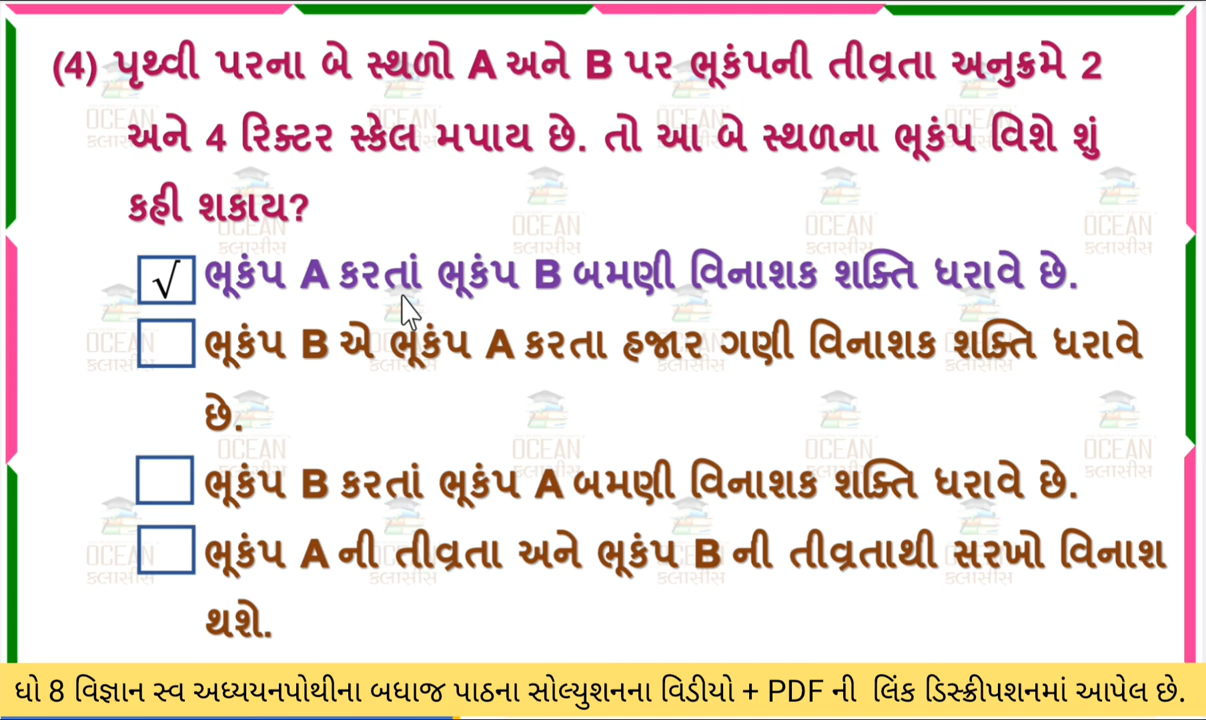 (4) પૃથ્વી પરના બે સ્થળો A અને B પર ભૂકંપની તીવ્રતા અનુક્રમે 2
અને 4 રિક્ટર સ્કેલ મપાય છે. તો આ બે સ્થળના ભૂકંપ વિશે શું
કહી શકાય?
√ ભૂકંપ A કરતાં ભૂકંપ B બમણી વિનાશક શક્તિ ધરાવે છે.
ભૂકંપ B એ ભૂકંપ A કરતા હજાર ગણી વિનાશક શક્તિ ધરાવે
છે.
ભૂકંપ B કરતાં ભૂકંપ A બમણી વિનાશક શક્તિ ધરાવે છે.
ભૂકંપ A ની તીવ્રતા અને ભૂકંપ B ની તીવ્રતાથી સરખો વિનાશ
થશે.
ધો 8 વિજ્ઞાન સ્વ અધ્યયનપોથીના બધાજ પાઠના સોલ્યુશનના વિડીયો + PDF ની લિંક ડિસ્ક્રીપશનમાં આપેલ છે.
OCEAN
ક્લાસીસ